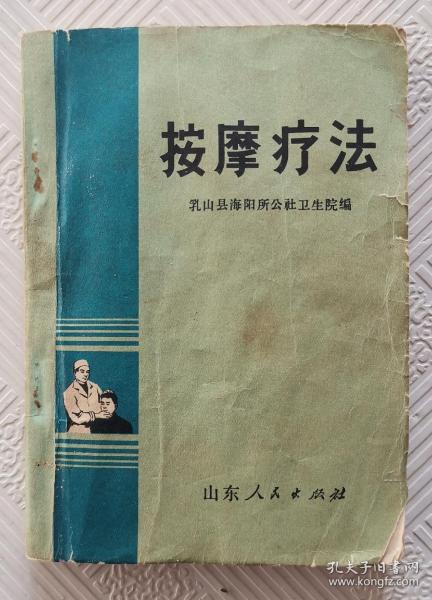 按摩疗法
乳山县海阳所公社卫生院编
山东人民出版社
孔夫子旧书网
www.kongfz.com